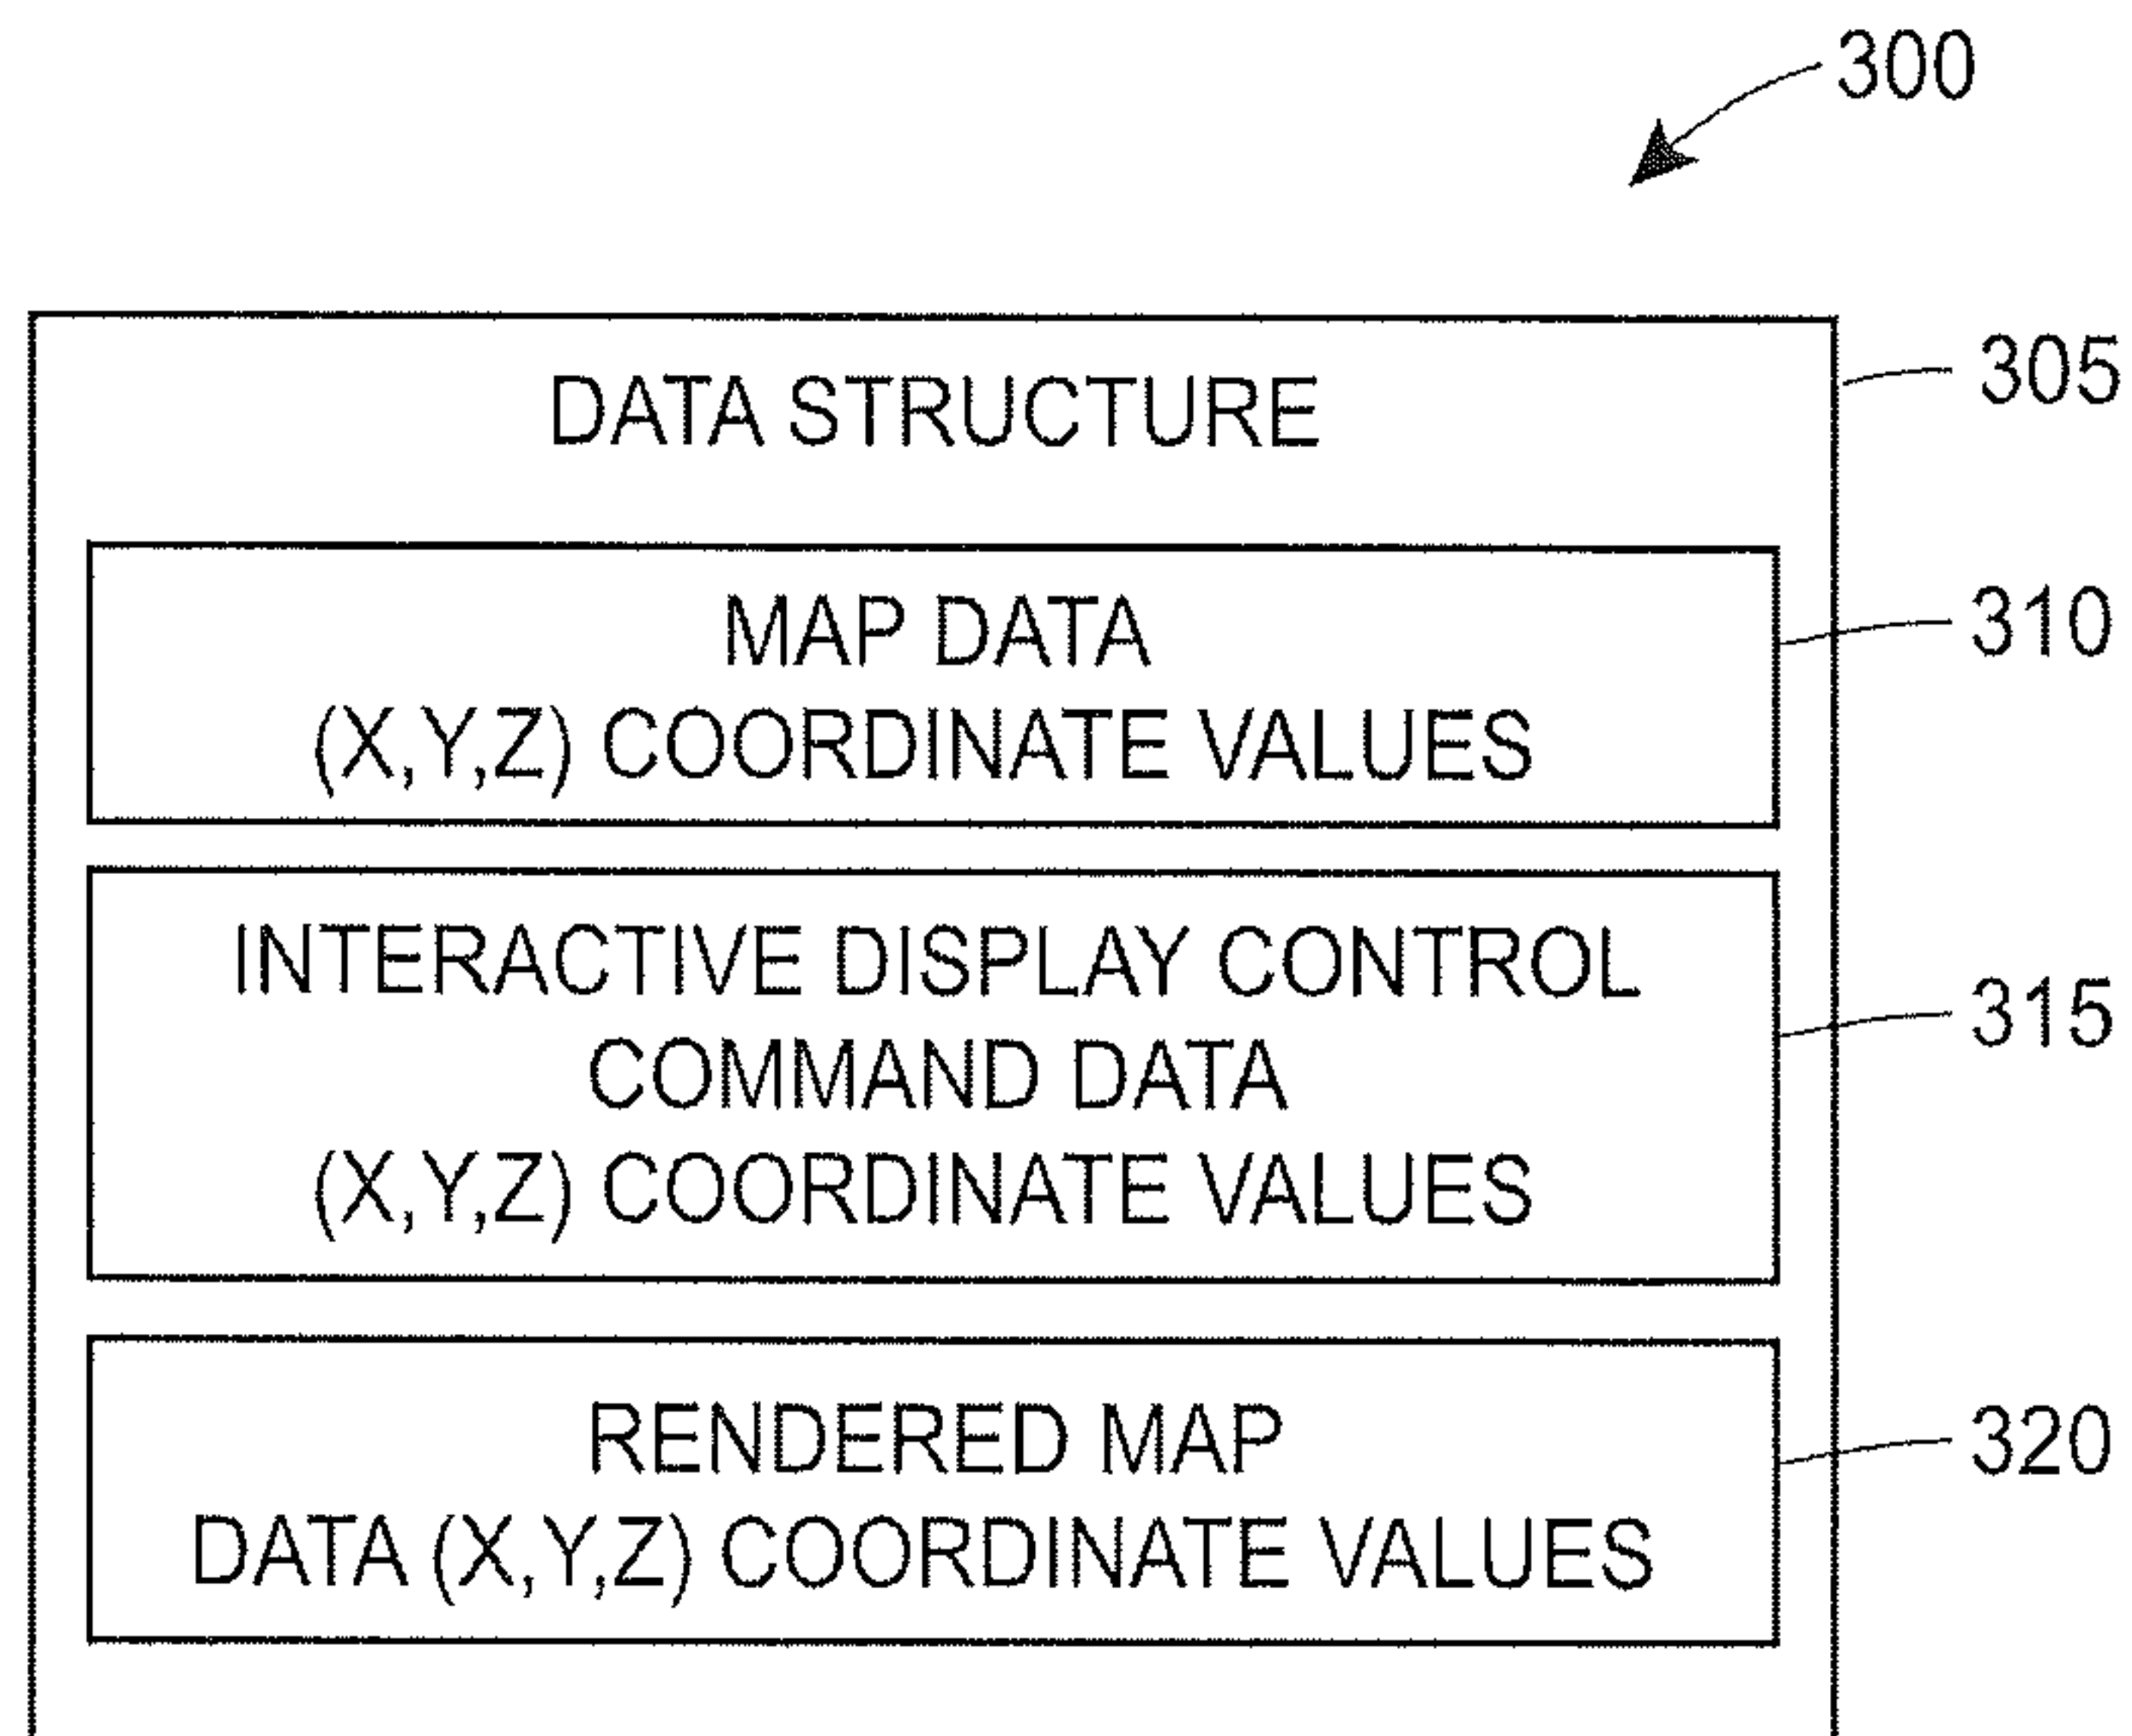 300
DATA STRUCTURE
305
MAP DATA
(X,Y,Z) COORDINATE VALUES
310
INTERACTIVE DISPLAY CONTROL
COMMAND DATA
(X,Y,Z) COORDINATE VALUES
315
RENDERED MAP
DATA (X,Y,Z) COORDINATE VALUES
320